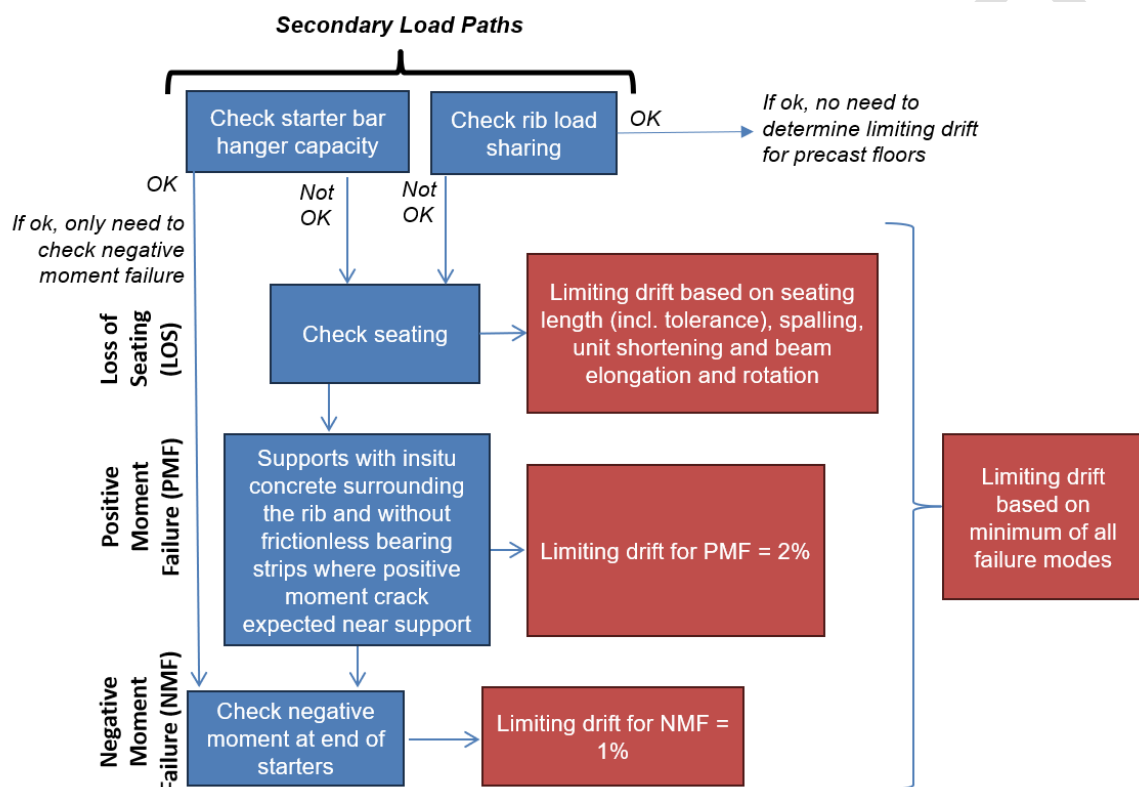 Secondary Load Paths
Check starter bar
hanger capacity
Check rib load
sharing
OK
If ok, no need to
determine limiting drift
for precast floors
OK
Not
OK
Not
OK
If ok, only need to
check negative
moment failure
Loss of
Seating
(LOS)
Check seating
Limiting drift based on seating
length (incl. tolerance), spalling,
unit shortening and beam
elongation and rotation
Positive
Moment
Failure (PMF)
Supports with insitu
concrete surrounding
the rib and without
frictionless bearing
strips where positive
moment crack
expected near support
Limiting drift for PMF = 2%
Limiting drift
based on
minimum of all
failure modes
Negative
Moment
Failure (NMF)
Check negative
moment at end of
starters
Limiting drift for NMF =
1%